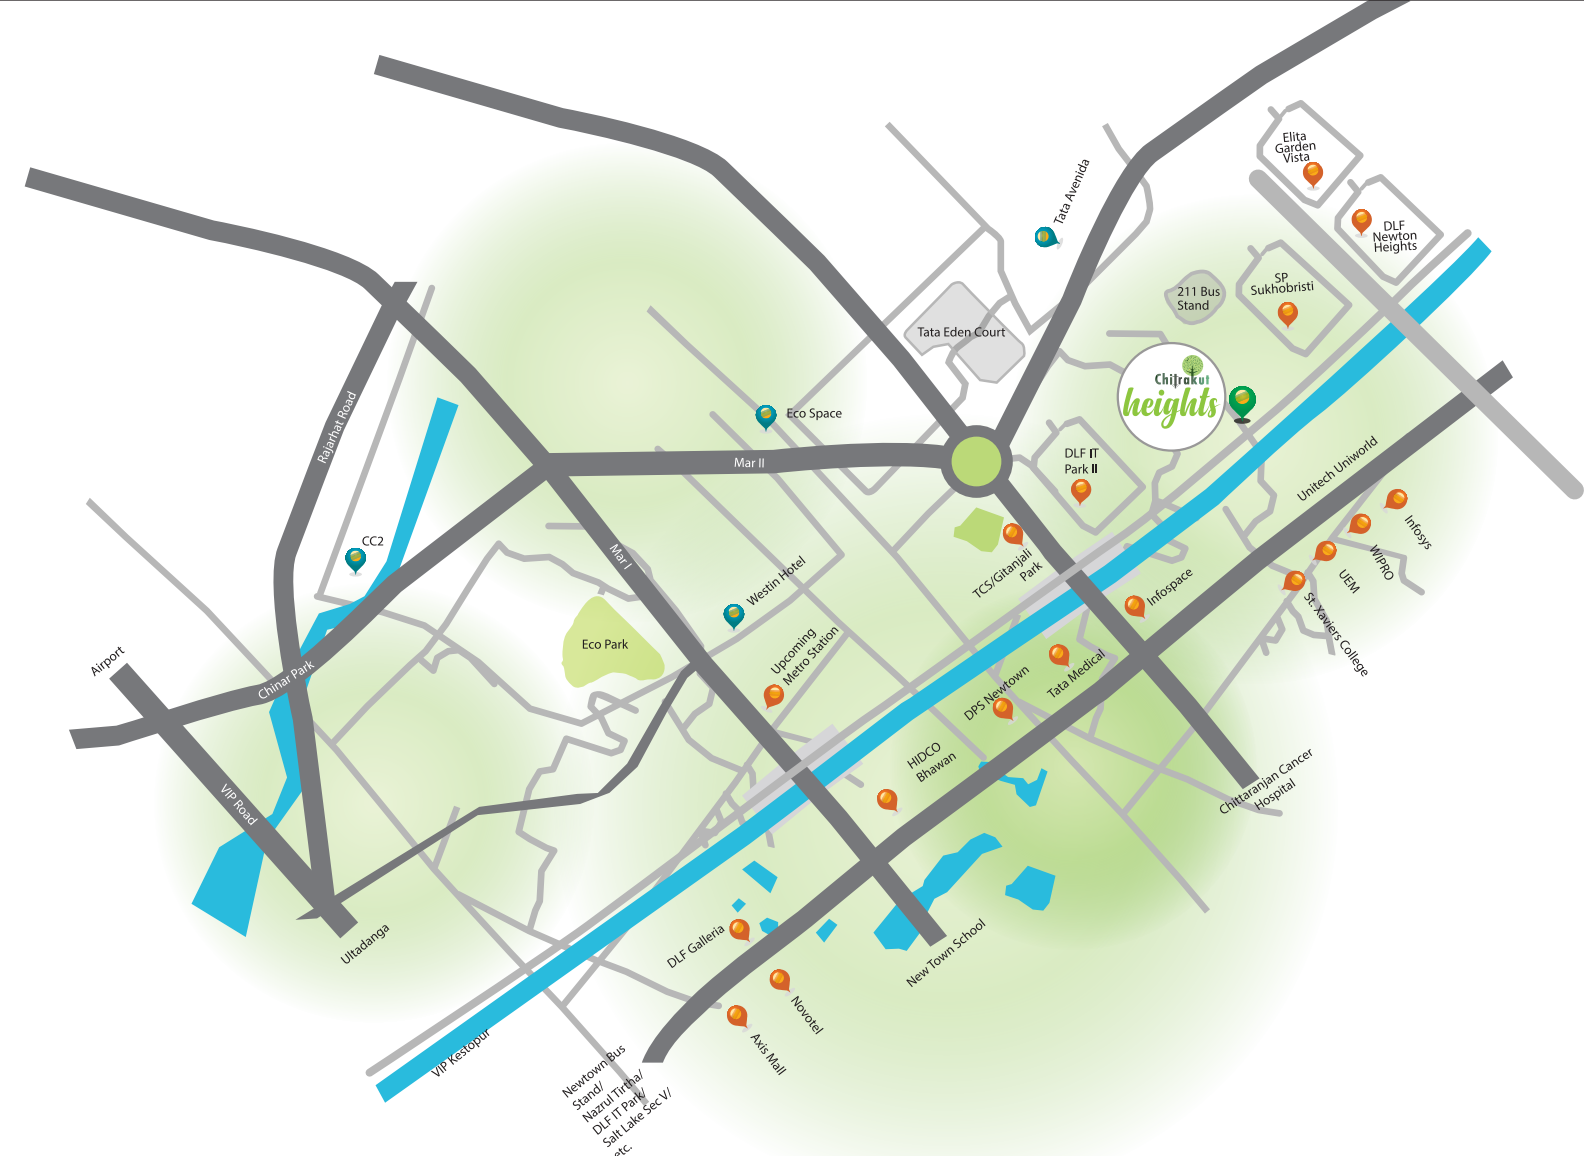 Elita
Garden
Vista
DLF
Newton
Heights
Tata Avenida
SP
Sukhobristi
211 Bus
Stand
Tata Eden Court
Chitrakut
heights
Rajarhat Road
Eco Space
Mar II
DLF IT
Park II
Unitech Uniworld
Infosys
WIPRO
UEM
St. Xaviers College
CC2
Mar I
Westin Hotel
TCS/Gitanjali
Park
Infospace
Eco Park
Upcoming
Metro Station
Tata Medical
DPS Newtown
Airport
Chinar Park
HIDCO
Bhawan
Chittaranjan Cancer
Hospital
VIP Road
Ultadanga
DLF Galleria
New Town School
Novotel
Axis Mall
VIP Kestopur
Newtown Bus
Stand/
Nazrul Tirtha/
DLF IT Park/
Salt Lake Sec V/
etc.